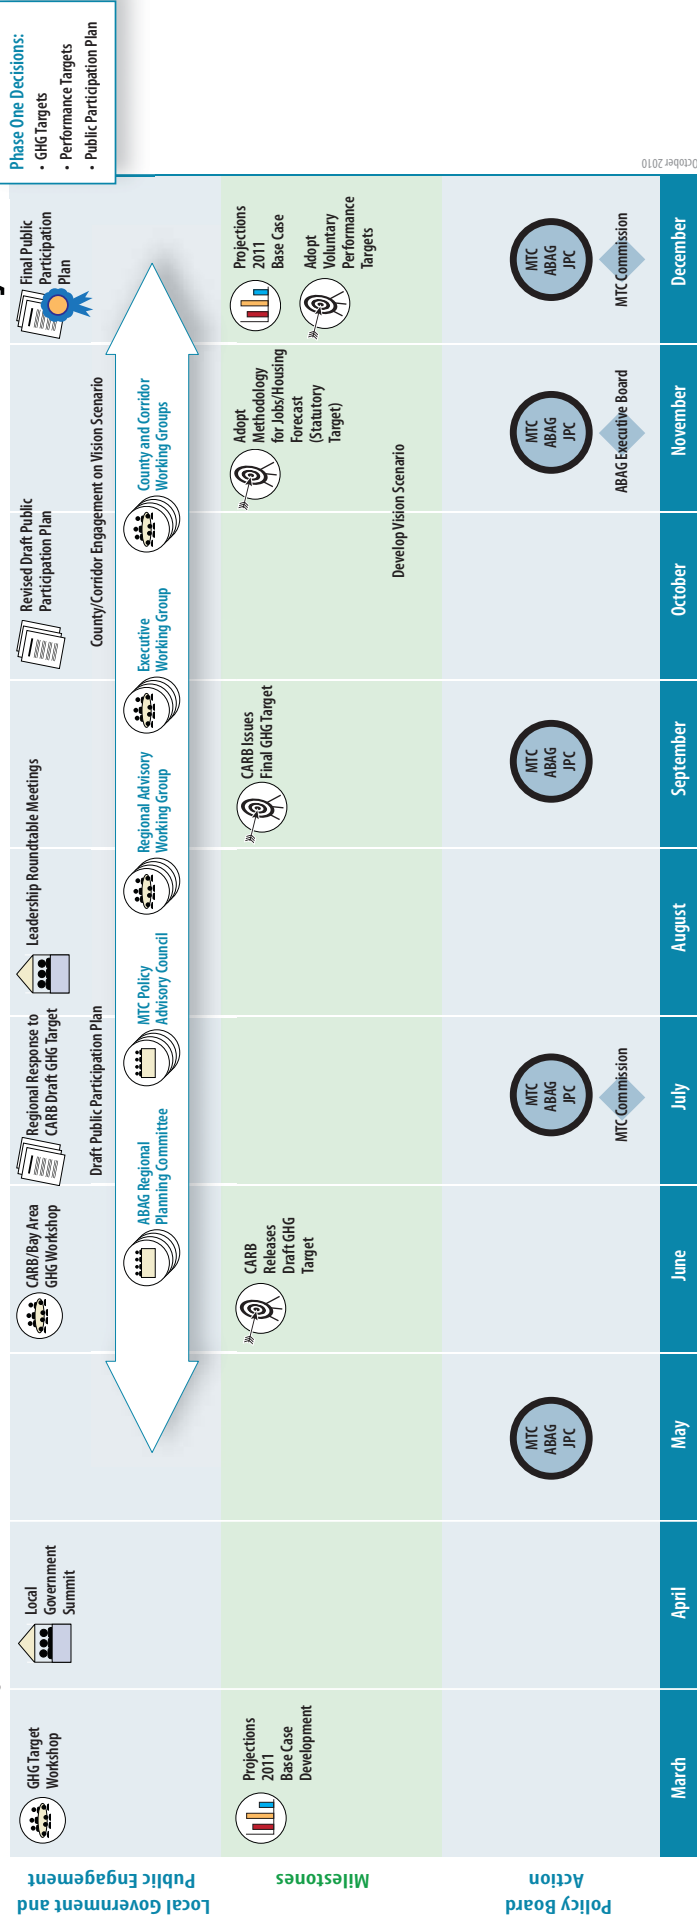 Phase One Decisions:
• GHG Targets
• Performance Targets
• Public Participation Plan
Local Government and
Public Engagement
GHG Target
Workshop
Local
Government
Summit
CARB/Bay Area
GHG Workshop
Regional Response to
CARB Draft GHG Target
Leadership Roundtable Meetings
Revised Draft Public
Participation Plan
Final Public
Participation
Plan
Draft Public Participation Plan
County/Corridor Engagement on Vision Scenario
ABAG Regional
Planning Committee
MTC Policy
Advisory Council
Regional Advisory
Working Group
Executive
Working Group
County and Corridor
Working Groups
Milestones
Projections
2011
Base Case
Development
CARB
Releases
Draft GHG
Target
CARB Issues
Final GHG Target
Adopt
Methodology
for Jobs/Housing
Forecast
(Statutory
Target)
Projections
2011
Base Case
Adopt
Voluntary
Performance
Targets
Develop Vision Scenario
Policy Board
Action
MTC
ABAG
JPC
MTC
ABAG
JPC
MTC Commission
MTC
ABAG
JPC
MTC
ABAG
JPC
ABAG Executive Board
MTC
ABAG
JPC
MTC Commission
March
April
May
June
July
August
September
October
November
December
October 2010